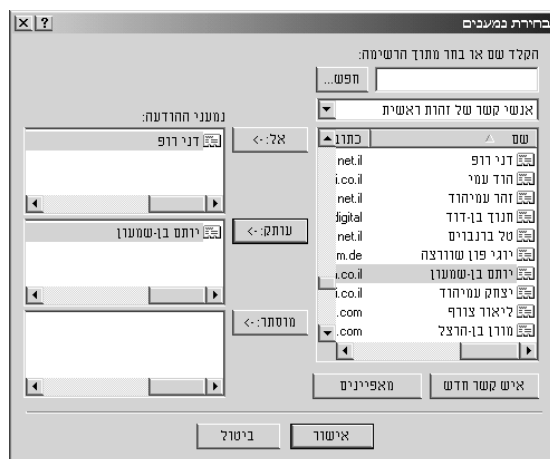 בחירת נמענים
הקלד שם או בחר מתוך הרשימה:
חפש...
אנשי קשר של זהות ראשית
נמעני ההודעה:
שם כתוב
דני רופ net.il
הוד עמי i.co.il
זהר עמיהוד net.il
חנוך בן-דוד digital
טל ברנבוים net.il
יורגי פון שוורצה m.de
יותם בן-שמעון i.co.il
יצחק עמיהוד i.co.il
ליאור צורף .com
מורן בן-הרצל .com
אל: ->
דני רופ
עותק: ->
יותם בן-שמעון
מוסתר: ->
איש קשר חדש
מאפיינים
אישור
ביטול